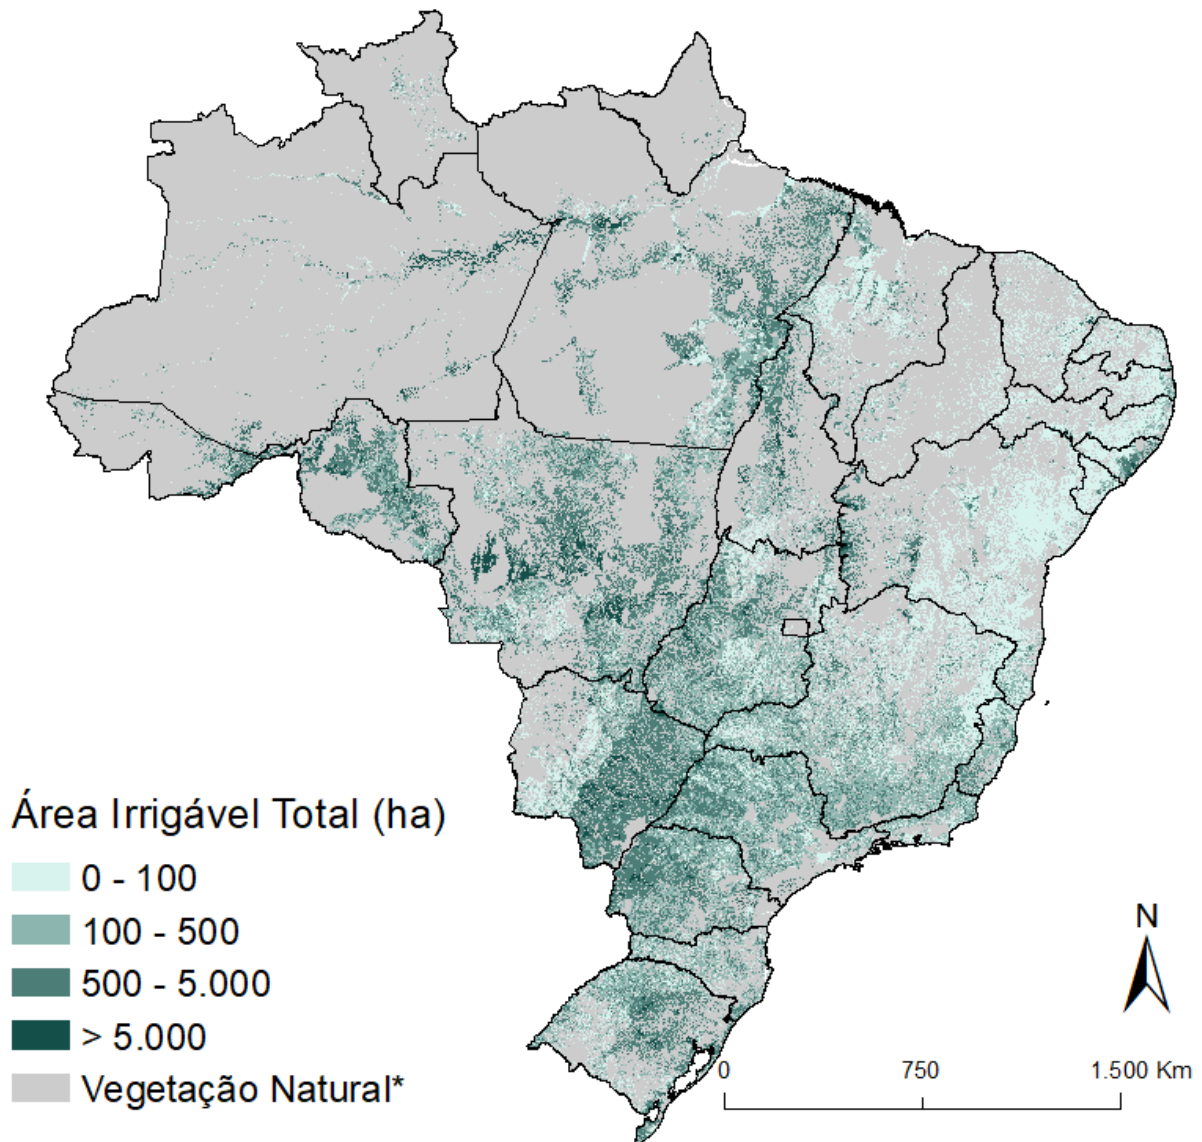 Área Irrigável Total (ha)
0 - 100
100 - 500
500 - 5.000
> 5.000
Vegetação Natural*
N
0 750 1.500 Km